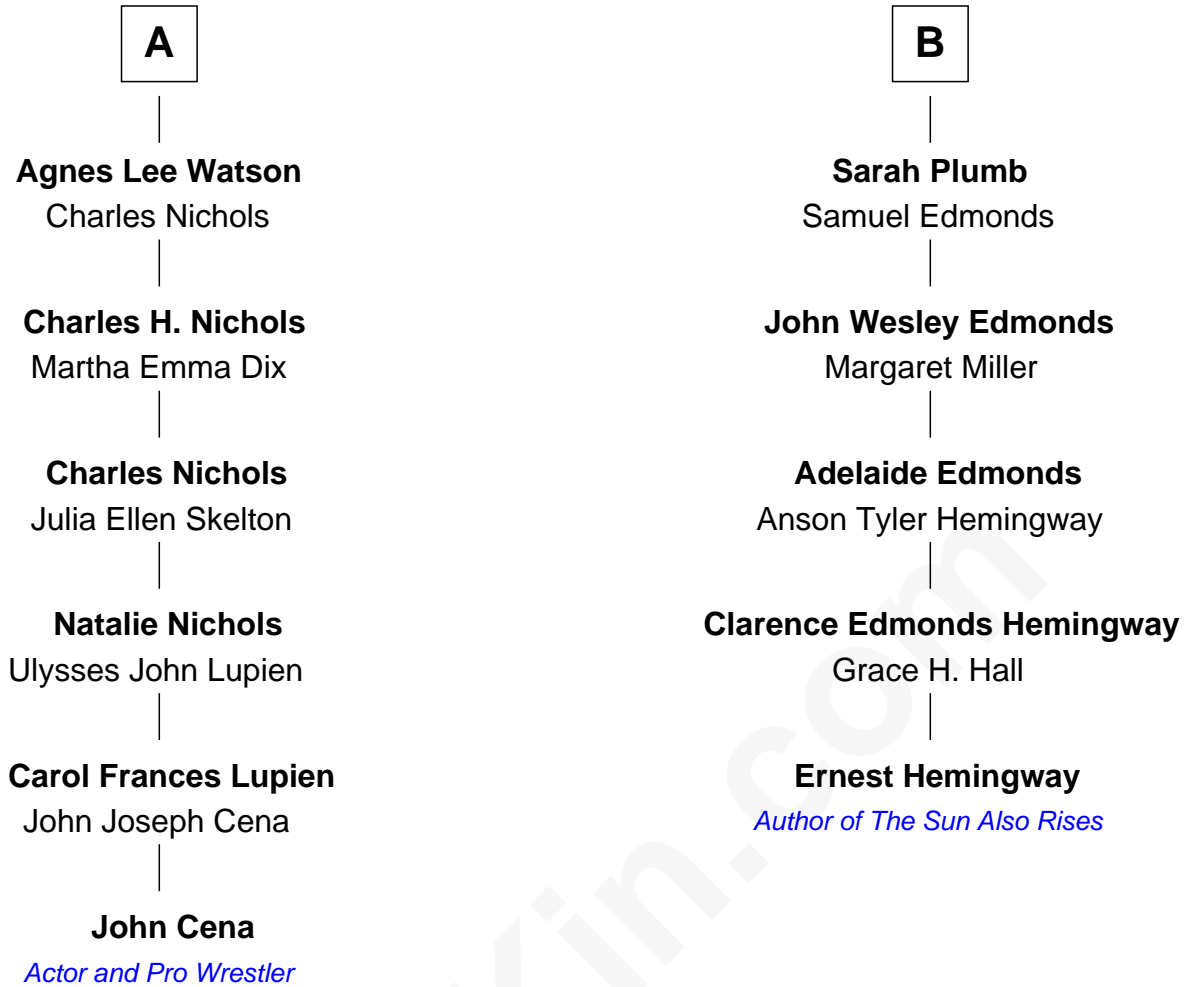 A
Agnes Lee Watson
Charles Nichols
Charles H. Nichols
Martha Emma Dix
Charles Nichols
Julia Ellen Skelton
Natalie Nichols
Ulysses John Lupien
Carol Frances Lupien
John Joseph Cena
John Cena
Actor and Pro Wrestler
B
Sarah Plumb
Samuel Edmonds
John Wesley Edmonds
Margaret Miller
Adelaide Edmonds
Anson Tyler Hemingway
Clarence Edmonds Hemingway
Grace H. Hall
Ernest Hemingway
Author of The Sun Also Rises
Kin.com